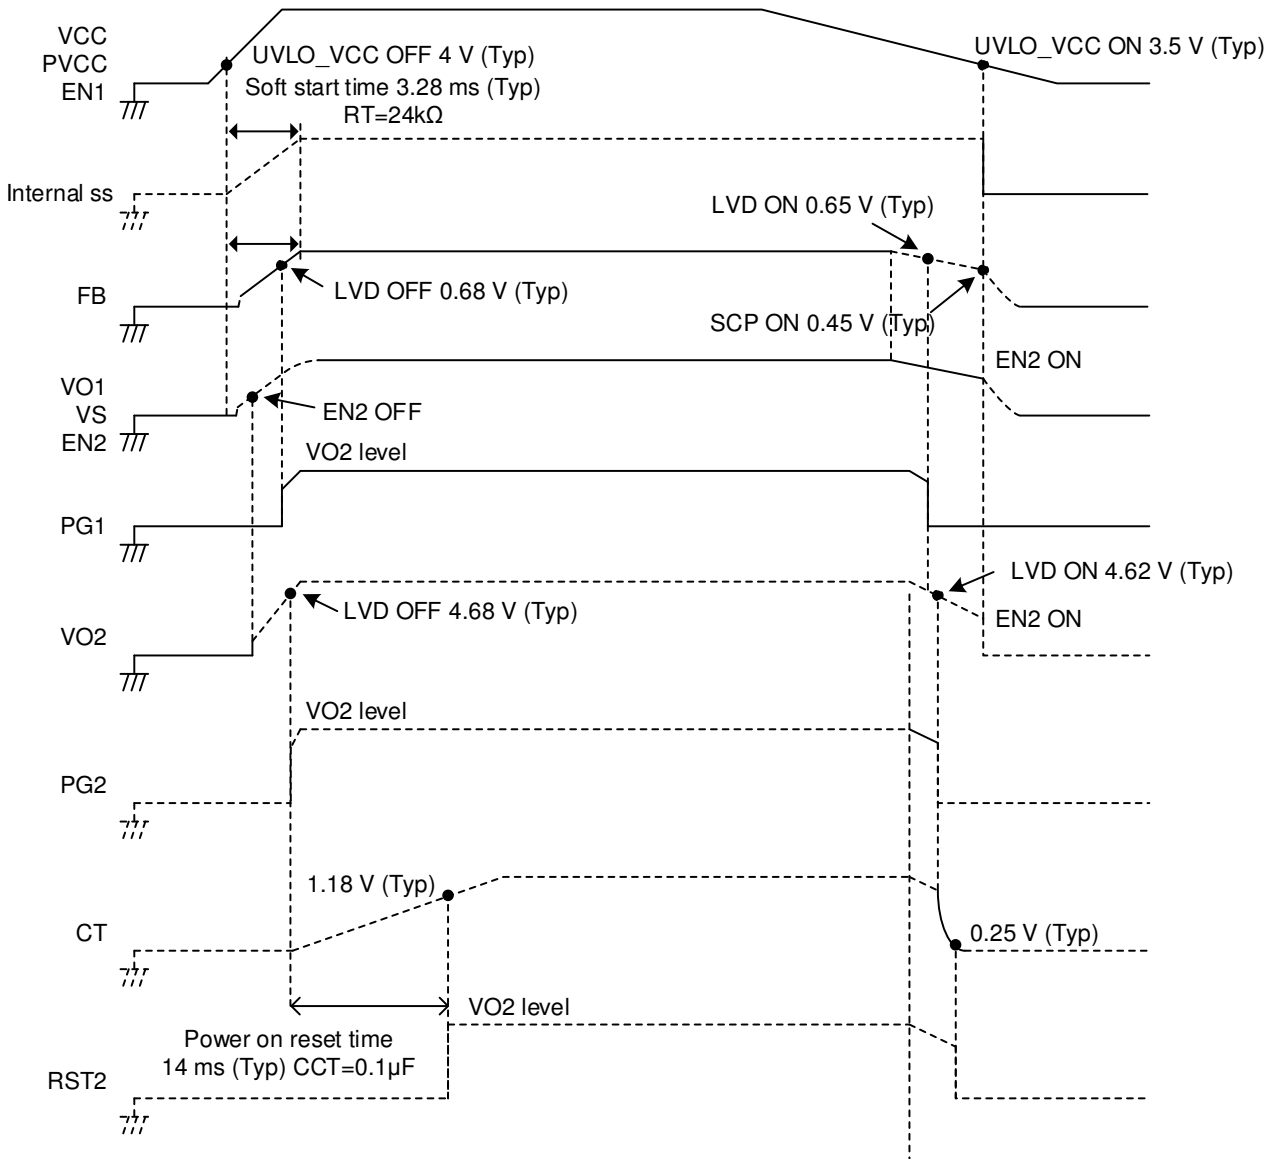 VCC
PVCC
EN1
UVLO_VCC OFF 4 V (Typ)
Soft start time 3.28 ms (Typ)
RT=24kΩ
UVLO_VCC ON 3.5 V (Typ)
Internal ss
LVD ON 0.65 V (Typ)
FB
LVD OFF 0.68 V (Typ)
SCP ON 0.45 V (Typ)
VO1
VS
EN2
EN2 OFF
EN2 ON
VO2 level
PG1
LVD ON 4.62 V (Typ)
LVD OFF 4.68 V (Typ)
EN2 ON
VO2
VO2 level
PG2
1.18 V (Typ)
CT
0.25 V (Typ)
VO2 level
Power on reset time
14 ms (Typ) CCT=0.1µF
RST2